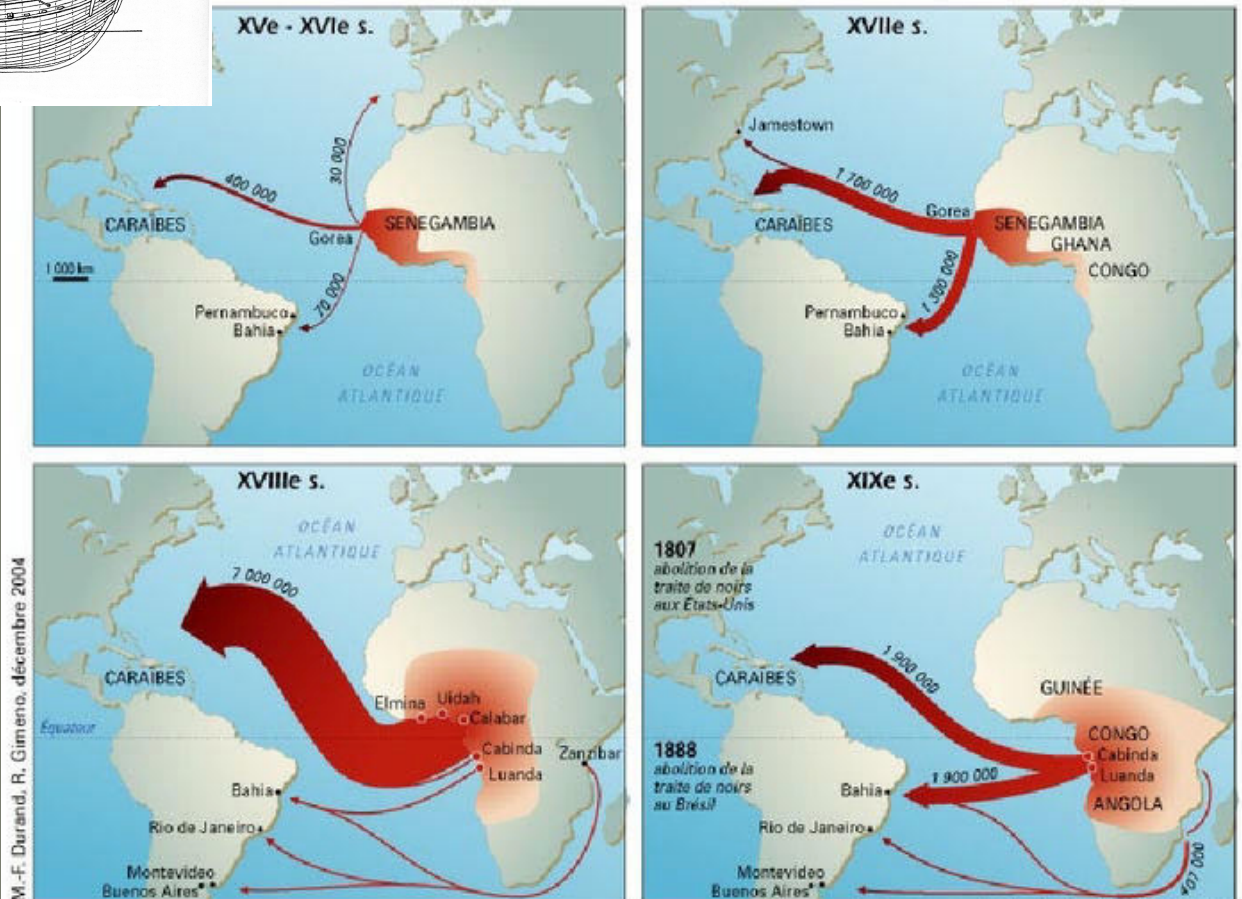 XVe - XVIe s.
30 000
400 000
CARAÏBES
Gorea
SENEGAMBIA
1 000 km
70 000
Pernambuco
Bahia
OCÉAN
ATLANTIQUE
XVIIe s.
Jamestown
1 700 000
CARAÏBES
Gorea
SENEGAMBIA
GHANA
CONGO
1 300 000
Pernambuco
Bahia
OCÉAN
ATLANTIQUE
XVIIIe s.
OCÉAN
ATLANTIQUE
7 000 000
CARAÏBES
Elmina
Uidah
Calabar
Équateur
Cabinda
Zanzibar
Luanda
Bahia
Rio de Janeiro
Montevideo
Buenos Aires
XIXe s.
OCÉAN
ATLANTIQUE
1807
abolition de la
traite de noirs
aux États-Unis
1 900 000
CARAÏBES
GUINÉE
CONGO
Cabinda
1888
abolition de la
traite de noirs
au Brésil
1 900 000
Luanda
Bahia
ANGOLA
Rio de Janeiro
407 000
Montevideo
Buenos Aires
M.-F. Durand, R. Gimeno, décembre 2004